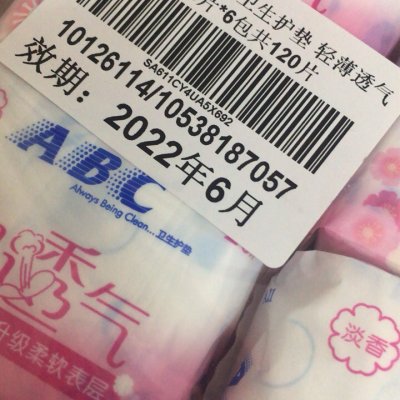 卫生护垫 轻薄透气
片*6包共120片
SA611CY4UA5X692
10126114/10538187057
效期：2022年6月
ABC
Always Being Clean...卫生护垫
透气
升级柔软表层
淡香